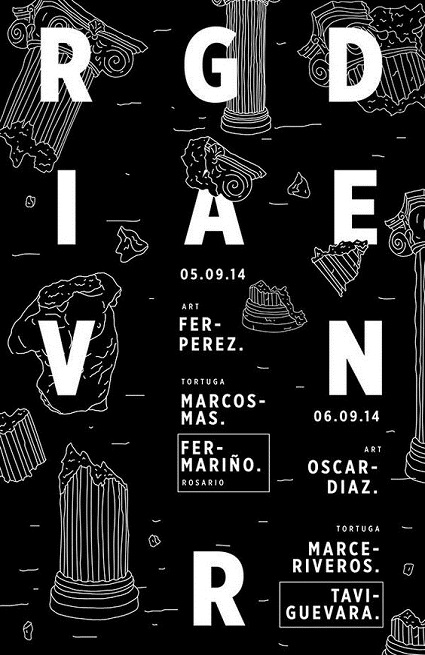 R G D
I A E
05.09.14
ART
FER-
PEREZ.
V N
TORTUGA
MARCOS-
MAS.
FER-
MARIÑO.
ROSARIO
06.09.14
ART
OSCAR-
DIAZ.
TORTUGA
MARCE-
RIVEROS.
TAVI-
GUEVARA.
R